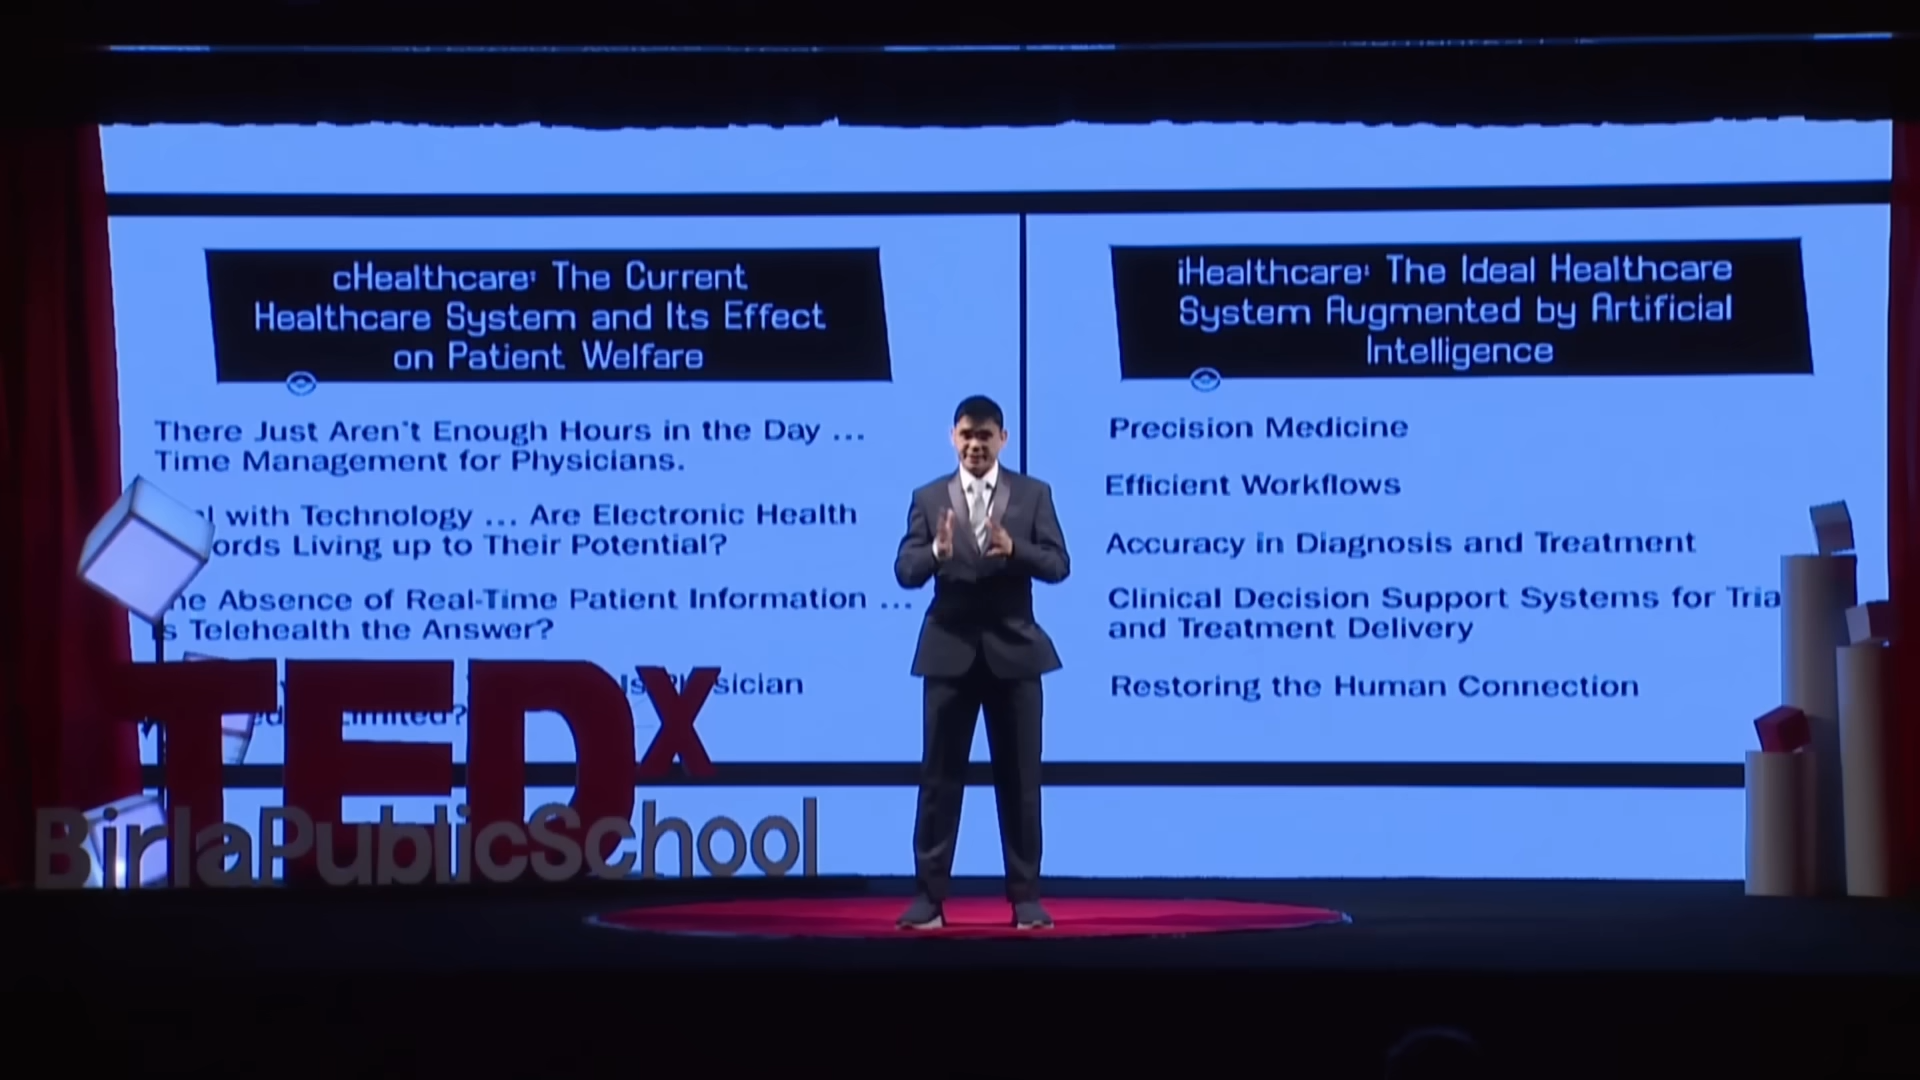 cHealthcare: The Current
Healthcare System and Its Effect
on Patient Welfare
There Just Aren't Enough Hours in the Day ...
Time Management for Physicians.
with Technology ... Are Electronic Health
ords Living up to Their Potential?
he Absence of Real-Time Patient Information ...
s Telehealth the Answer?
Is Physician
Limited?
iHealthcare: The Ideal Healthcare
System Augmented by Artificial
Intelligence
Precision Medicine
Efficient Workflows
Accuracy in Diagnosis and Treatment
Clinical Decision Support Systems for Tria
and Treatment Delivery
Restoring the Human Connection
TEDx
BirlaPublicSchool